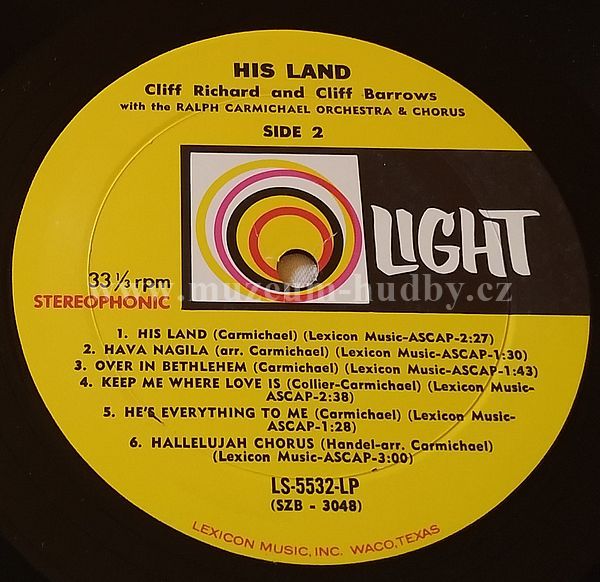 HIS LAND
Cliff Richard and Cliff Barrows
with the RALPH CARMICHAEL ORCHESTRA & CHORUS
SIDE 2
LIGHT
33 ⅓ rpm
STEREOPHONIC
www.muzeum-hudby.cz
1. HIS LAND (Carmichael) (Lexicon Music-ASCAP-2:27)
2. HAVA NAGILA (arr. Carmichael) (Lexicon Music-ASCAP-1:30)
3. OVER IN BETHLEHEM (Carmichael) (Lexicon Music-ASCAP-1:43)
4. KEEP ME WHERE LOVE IS (Collier-Carmichael) (Lexicon Music-
ASCAP-2:38)
5. HE'S EVERYTHING TO ME (Carmichael) (Lexicon Music-
ASCAP-1:28)
6. HALLELUJAH CHORUS (Handel-arr. Carmichael)
(Lexicon Music-ASCAP-3:00)
LS-5532-LP
(SZB - 3048)
LEXICON MUSIC, INC. WACO, TEXAS